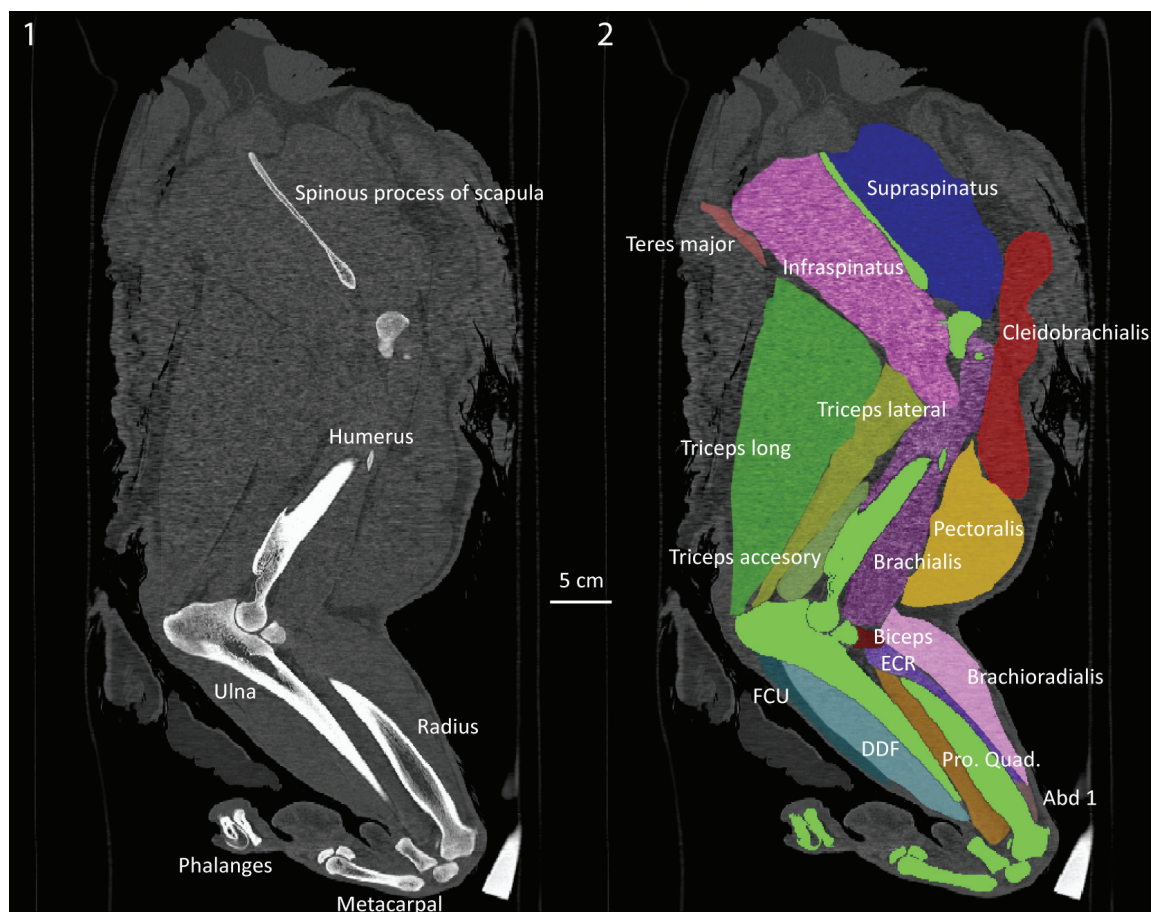 1
Spinous process of scapula
Humerus
5 cm
Ulna
Radius
Phalanges
Metacarpal
2
Supraspinatus
Teres major
Infraspinatus
Cleidobrachialis
Triceps lateral
Triceps long
Pectoralis
Triceps accesory
Brachialis
Biceps
ECR
Brachioradialis
FCU
DDF
Pro. Quad.
Abd 1